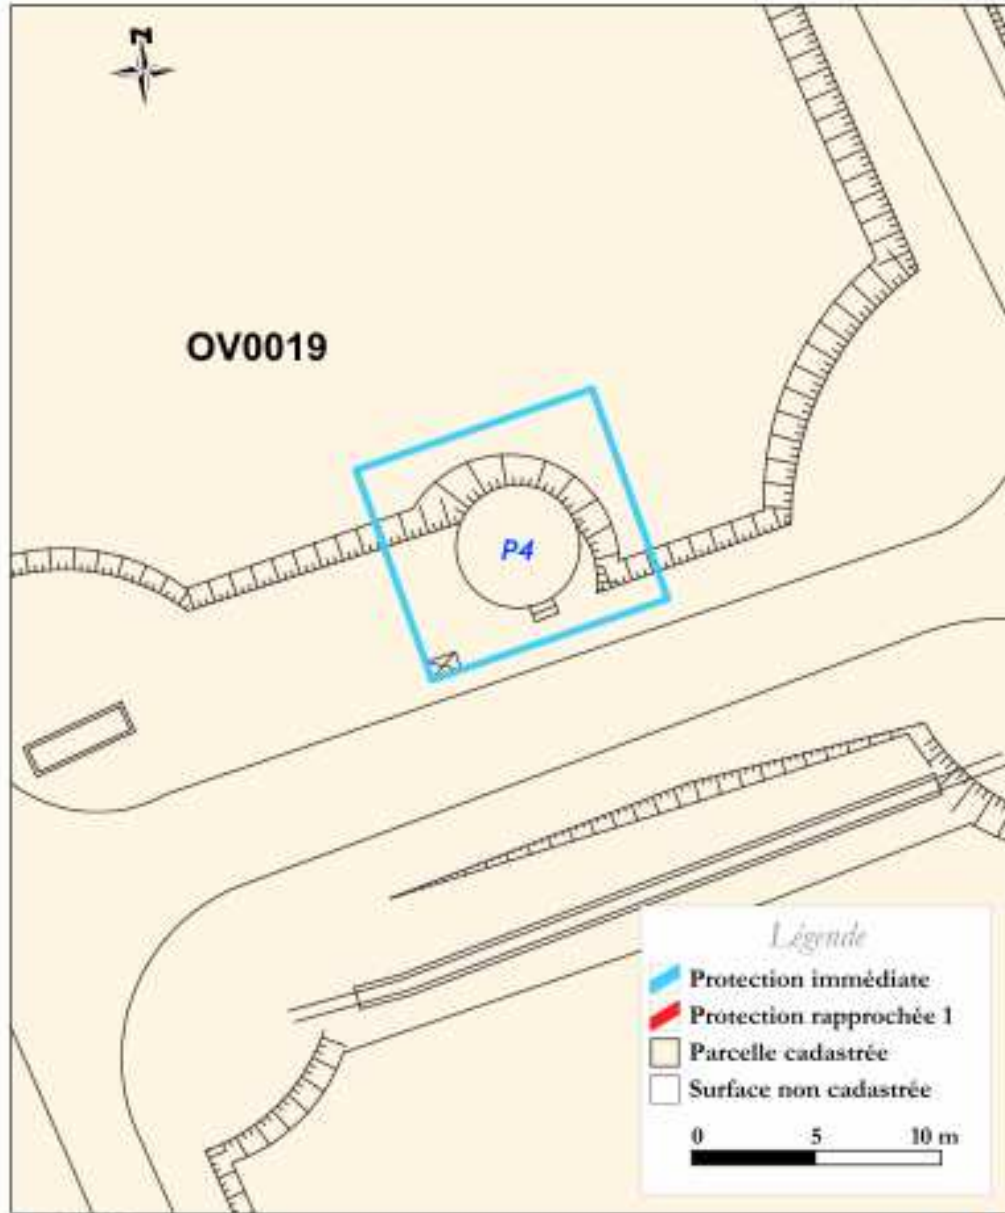 N
OV0019
P4
Légende
Protection immédiate
Protection rapprochée 1
Parcelle cadastrée
Surface non cadastrée
0 5 10 m